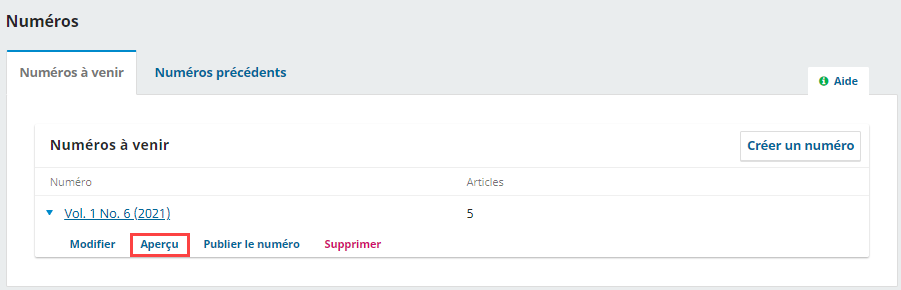 Numéros
Numéros à venir
Numéros précédents
Aide
Numéros à venir
Créer un numéro
Numéro
Articles
Vol. 1 No. 6 (2021)
5
Modifier
Aperçu
Publier le numéro
Supprimer